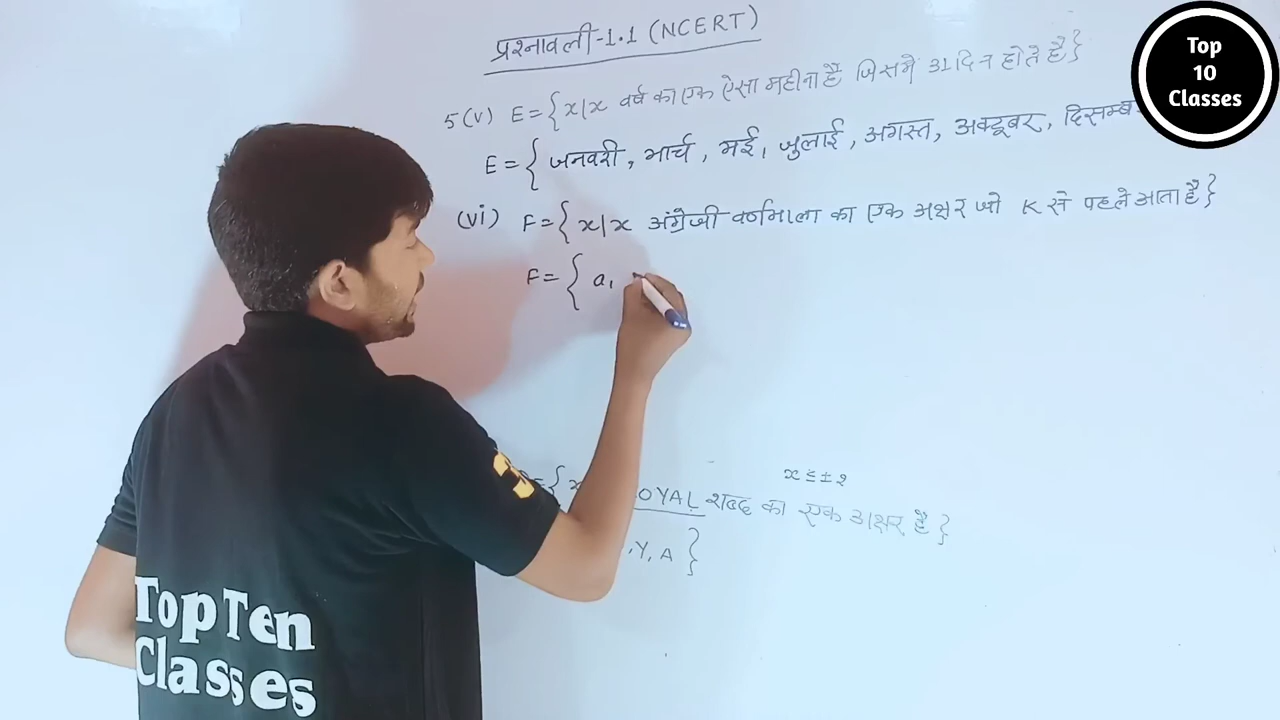 प्रश्नावली-1.1 (NCERT)
Top
10
Classes
5(v) E={x/x वर्ष का एक ऐसा महीना है जिसमें 31 दिन होते है}
E={ जनवरी, मार्च, मई, जुलाई, अगस्त, अक्टूबर, दिसम्ब
(vi) F={x/x अंग्रेजी वर्णमाला का एक अक्षर जो K से पहले आता है}
F={ a,
x≤±2
={x OYAL शब्द का एक अक्षर है}
,Y,A }
TopTen
Classes